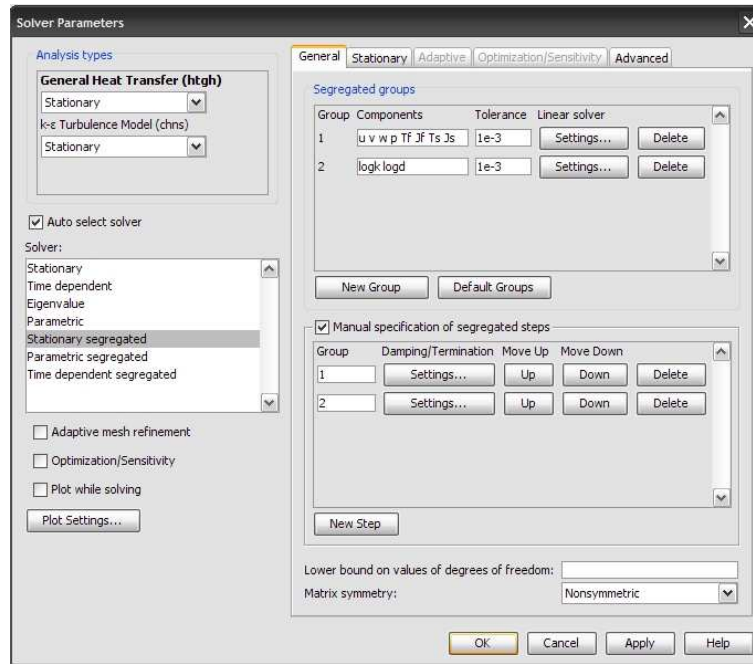 Solver Parameters
Analysis types
General Heat Transfer (htgh)
Stationary
k-ε Turbulence Model (chns)
Stationary
Auto select solver
Solver:
Stationary
Time dependent
Eigenvalue
Parametric
Stationary segregated
Parametric segregated
Time dependent segregated
Adaptive mesh refinement
Optimization/Sensitivity
Plot while solving
Plot Settings...
General Stationary Adaptive Optimization/Sensitivity Advanced
Segregated groups
Group Components Tolerance Linear solver
1 u v w p Tf Jf Ts Js 1e-3 Settings... Delete
2 logk logd 1e-3 Settings... Delete
New Group Default Groups
Manual specification of segregated steps
Group Damping/Termination Move Up Move Down
1 Settings... Up Down Delete
2 Settings... Up Down Delete
New Step
Lower bound on values of degrees of freedom:
Matrix symmetry: Nonsymmetric
OK Cancel Apply Help